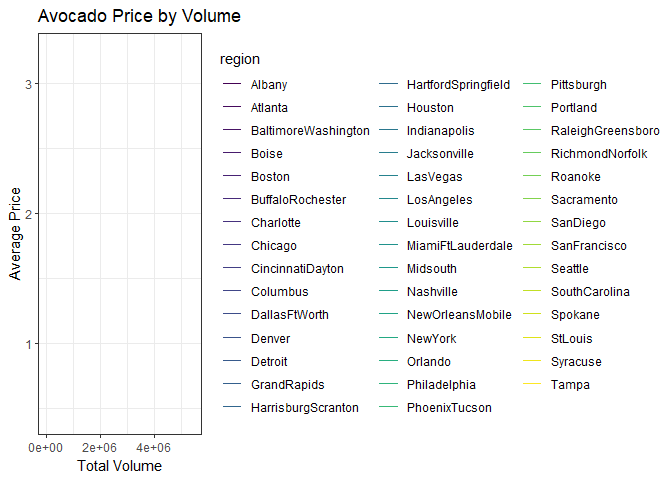 Avocado Price by Volume
3
2
1
Average Price
0e+00 2e+06 4e+06
Total Volume
region
Albany
Atlanta
BaltimoreWashington
Boise
Boston
BuffaloRochester
Charlotte
Chicago
CincinnatiDayton
Columbus
DallasFtWorth
Denver
Detroit
GrandRapids
HarrisburgScranton
HartfordSpringfield
Houston
Indianapolis
Jacksonville
LasVegas
LosAngeles
Louisville
MiamiFtLauderdale
Midsouth
Nashville
NewOrleansMobile
NewYork
Orlando
Philadelphia
PhoenixTucson
Pittsburgh
Portland
RaleighGreensboro
RichmondNorfolk
Roanoke
Sacramento
SanDiego
SanFrancisco
Seattle
SouthCarolina
Spokane
StLouis
Syracuse
Tampa